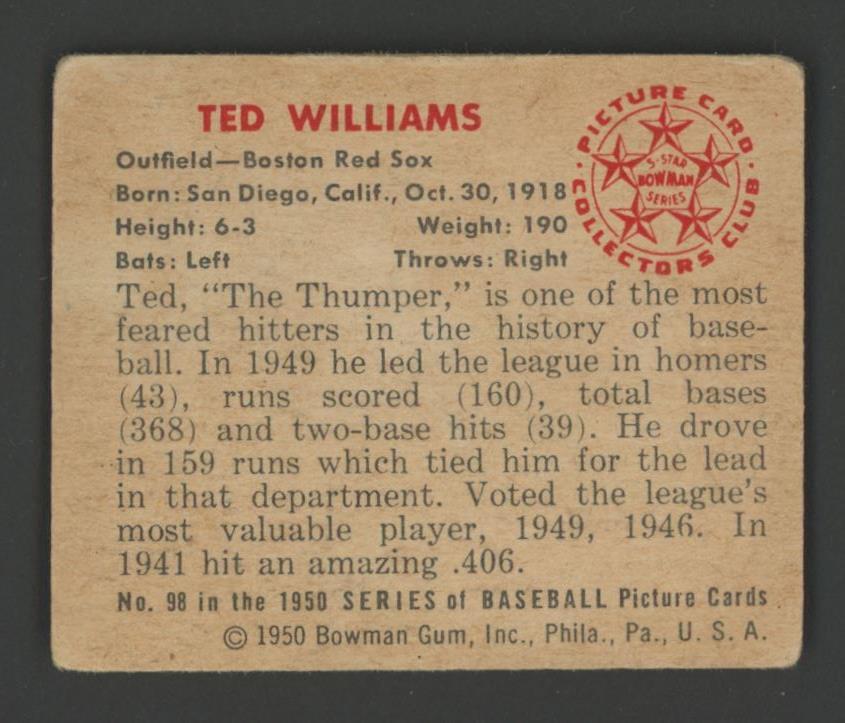 TED WILLIAMS
Outfield—Boston Red Sox
Born: San Diego, Calif., Oct. 30, 1918
Height: 6-3 Weight: 190
Bats: Left Throws: Right
PICTURE CARD COLLECTORS CLUB
5-STAR
BOWMAN
SERIES
Ted, “The Thumper,” is one of the most
feared hitters in the history of base-
ball. In 1949 he led the league in homers
(43), runs scored (160), total bases
(368) and two-base hits (39). He drove
in 159 runs which tied him for the lead
in that department. Voted the league's
most valuable player, 1949, 1946. In
1941 hit an amazing .406.
No. 98 in the 1950 SERIES of BASEBALL Picture Cards
© 1950 Bowman Gum, Inc., Phila., Pa., U. S. A.